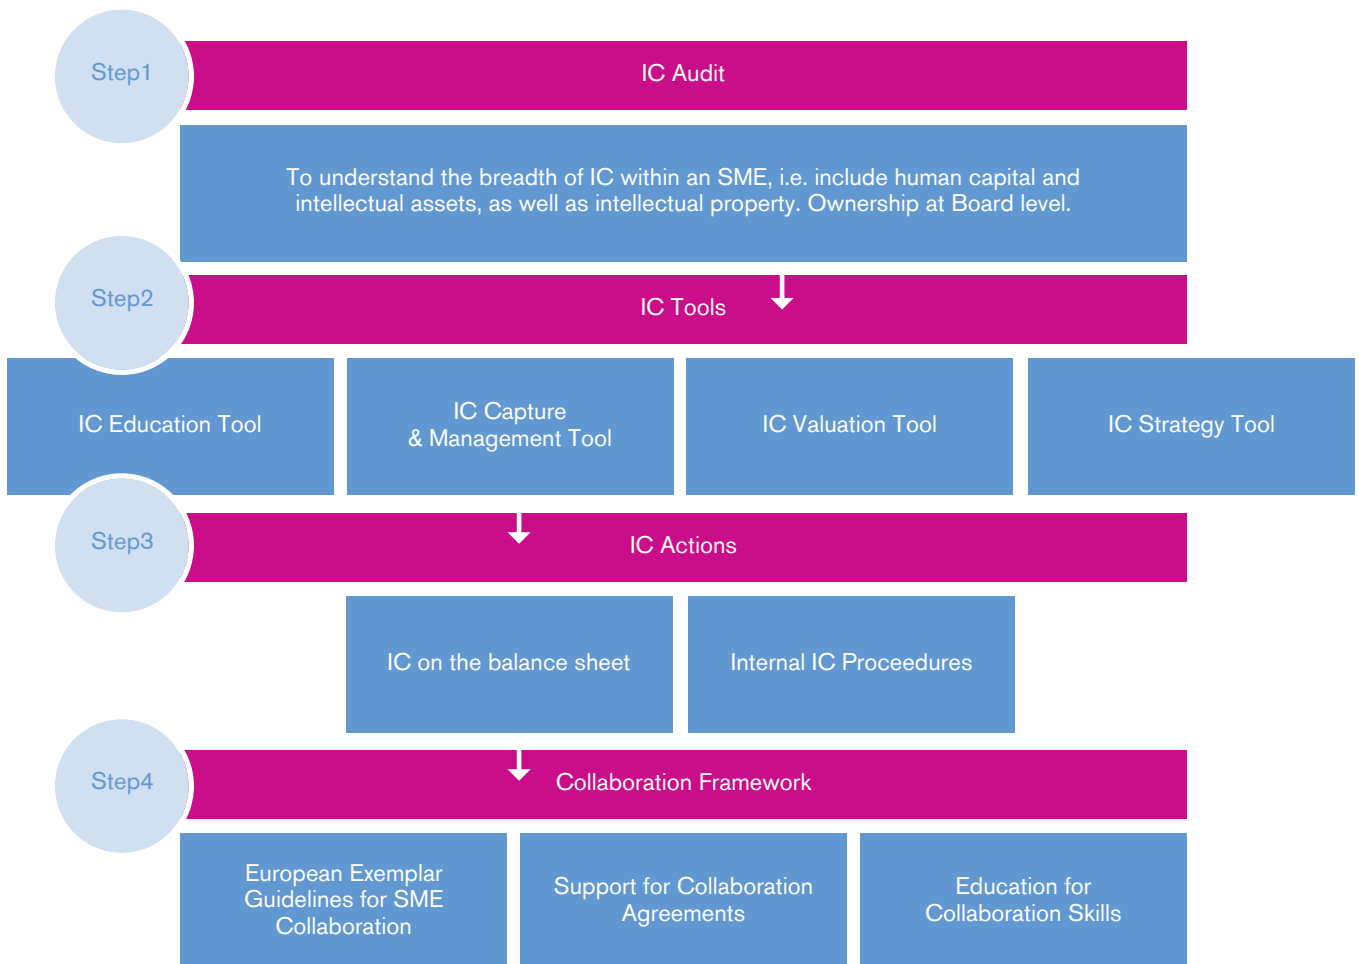 Step1
IC Audit
To understand the breadth of IC within an SME, i.e. include human capital and
intellectual assets, as well as intellectual property. Ownership at Board level.
Step2
IC Tools
IC Education Tool
IC Capture
& Management Tool
IC Valuation Tool
IC Strategy Tool
Step3
IC Actions
IC on the balance sheet
Internal IC Proceedures
Step4
Collaboration Framework
European Exemplar
Guidelines for SME
Collaboration
Support for Collaboration
Agreements
Education for
Collaboration Skills